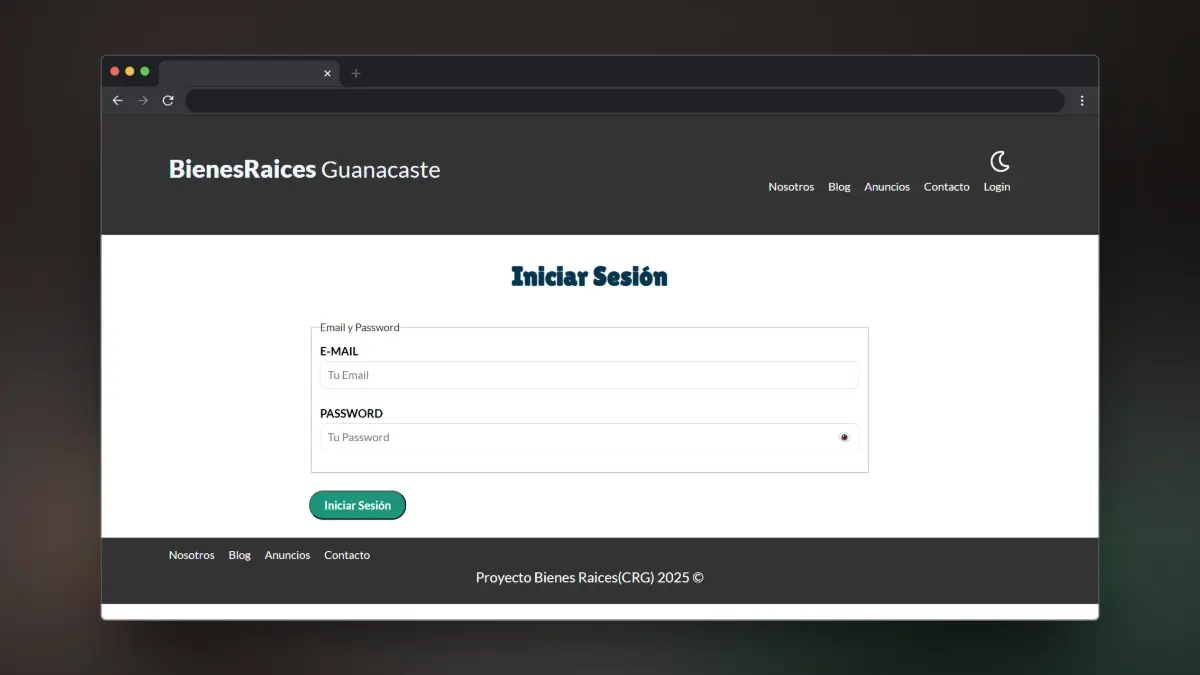 BienesRaices Guanacaste
Nosotros Blog Anuncios Contacto Login
Iniciar Sesión
Email y Password
E-MAIL
Tu Email
PASSWORD
Tu Password
Iniciar Sesión
Nosotros Blog Anuncios Contacto
Proyecto Bienes Raices(CRG) 2025 ©